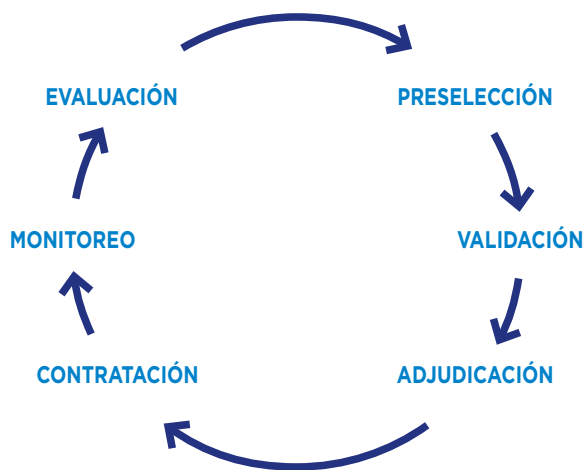 EVALUACIÓN
PRESELECCIÓN
MONITOREO
VALIDACIÓN
CONTRATACIÓN
ADJUDICACIÓN